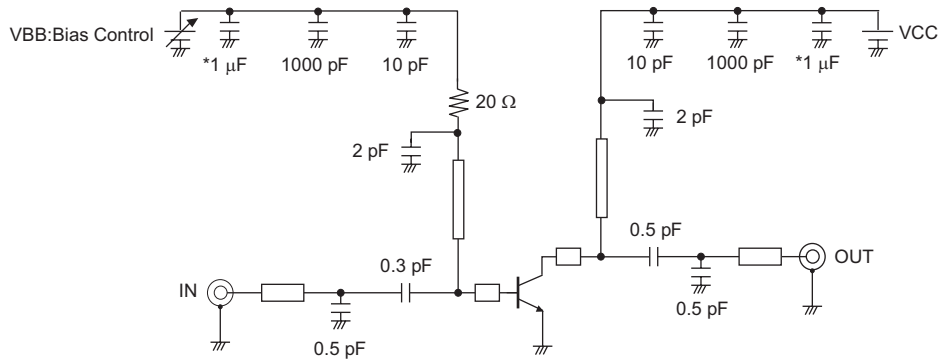 VBB:Bias Control
*1 μF
1000 pF
10 pF
10 pF
1000 pF
*1 μF
VCC
20 Ω
2 pF
2 pF
0.3 pF
0.5 pF
IN
OUT
0.5 pF
0.5 pF